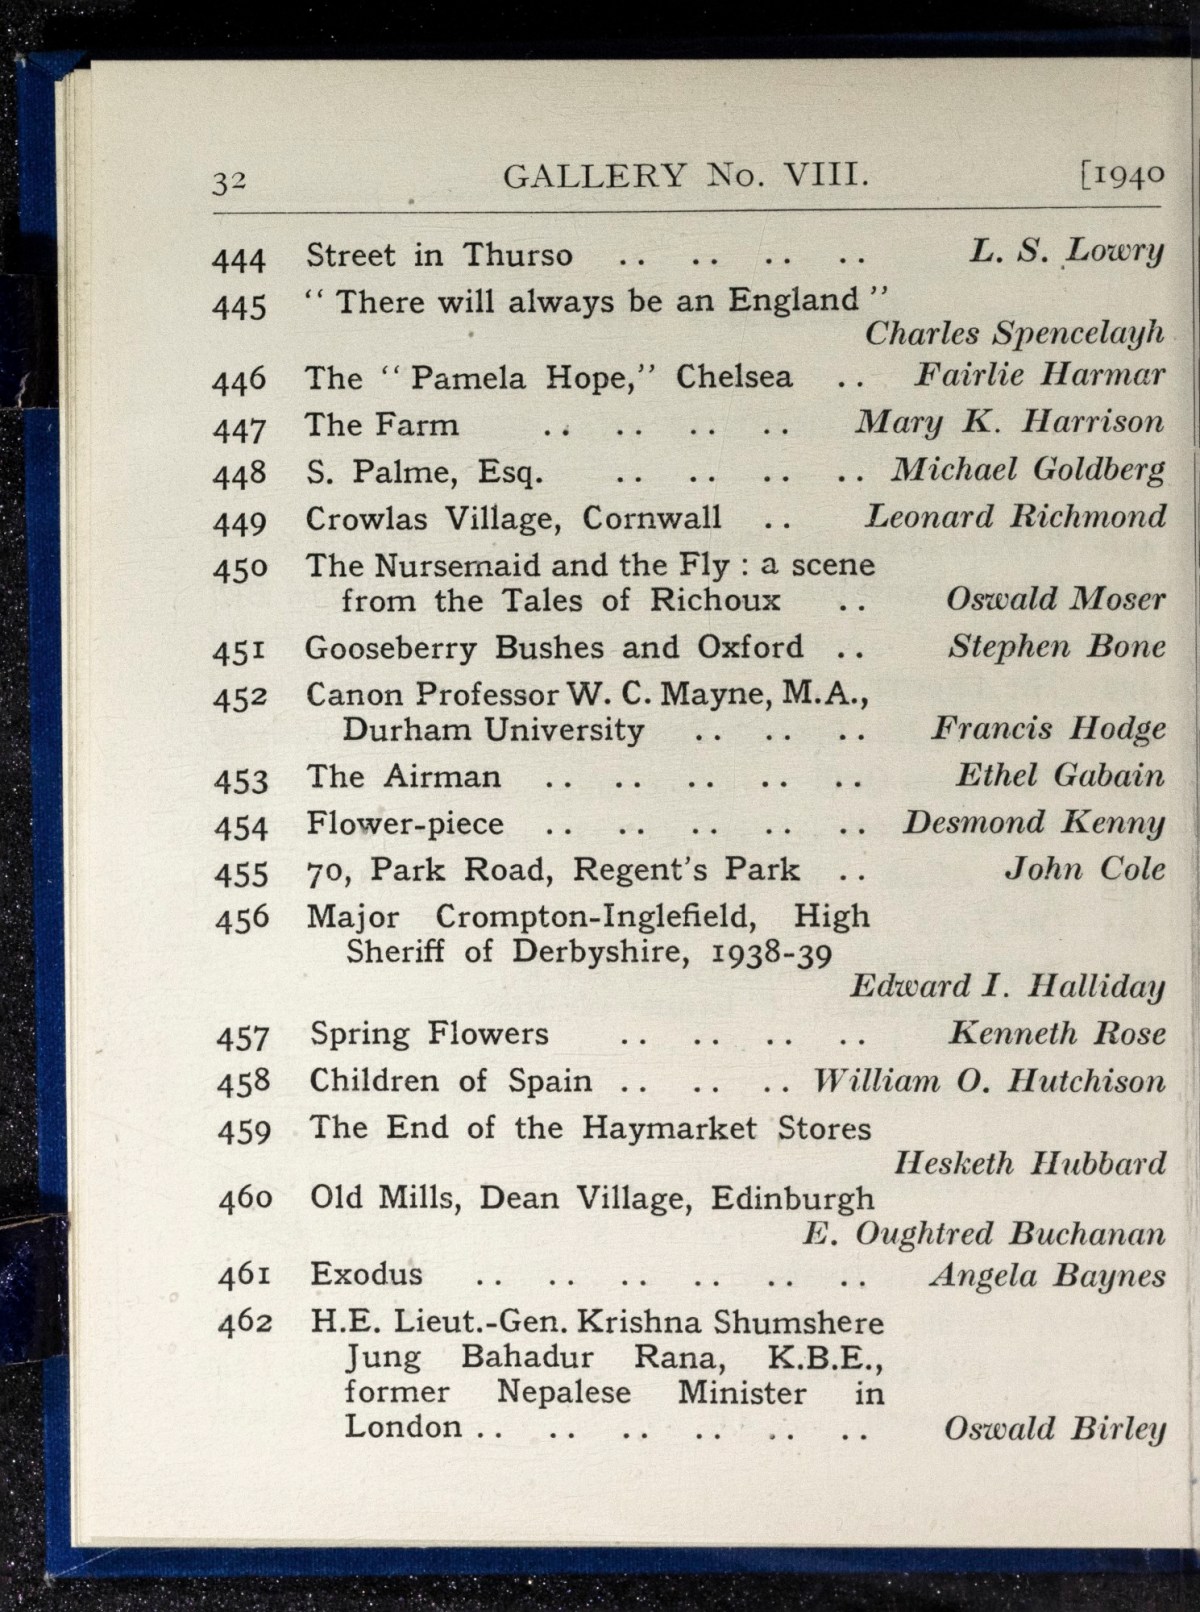 32 GALLERY No. VIII. [1940
444 Street in Thurso .. .. .. .. L. S. Lowry
445 “ There will always be an England ”
Charles Spencelayh
446 The “ Pamela Hope,” Chelsea .. Fairlie Harmar
447 The Farm .. .. .. .. Mary K. Harrison
448 S. Palme, Esq. .. .. .. .. Michael Goldberg
449 Crowlas Village, Cornwall .. Leonard Richmond
450 The Nursemaid and the Fly : a scene
from the Tales of Richoux .. Oswald Moser
451 Gooseberry Bushes and Oxford .. Stephen Bone
452 Canon Professor W. C. Mayne, M.A.,
Durham University .. .. .. Francis Hodge
453 The Airman .. .. .. .. .. Ethel Gabain
454 Flower-piece .. .. .. .. .. Desmond Kenny
455 70, Park Road, Regent’s Park .. John Cole
456 Major Crompton-Inglefield, High
Sheriff of Derbyshire, 1938-39
Edward I. Halliday
457 Spring Flowers .. .. .. .. Kenneth Rose
458 Children of Spain .. .. .. William O. Hutchison
459 The End of the Haymarket Stores
Hesketh Hubbard
460 Old Mills, Dean Village, Edinburgh
E. Oughtred Buchanan
461 Exodus .. .. .. .. .. .. Angela Baynes
462 H.E. Lieut.-Gen. Krishna Shumshere
Jung Bahadur Rana, K.B.E.,
former Nepalese Minister in
London .. .. .. .. .. .. Oswald Birley